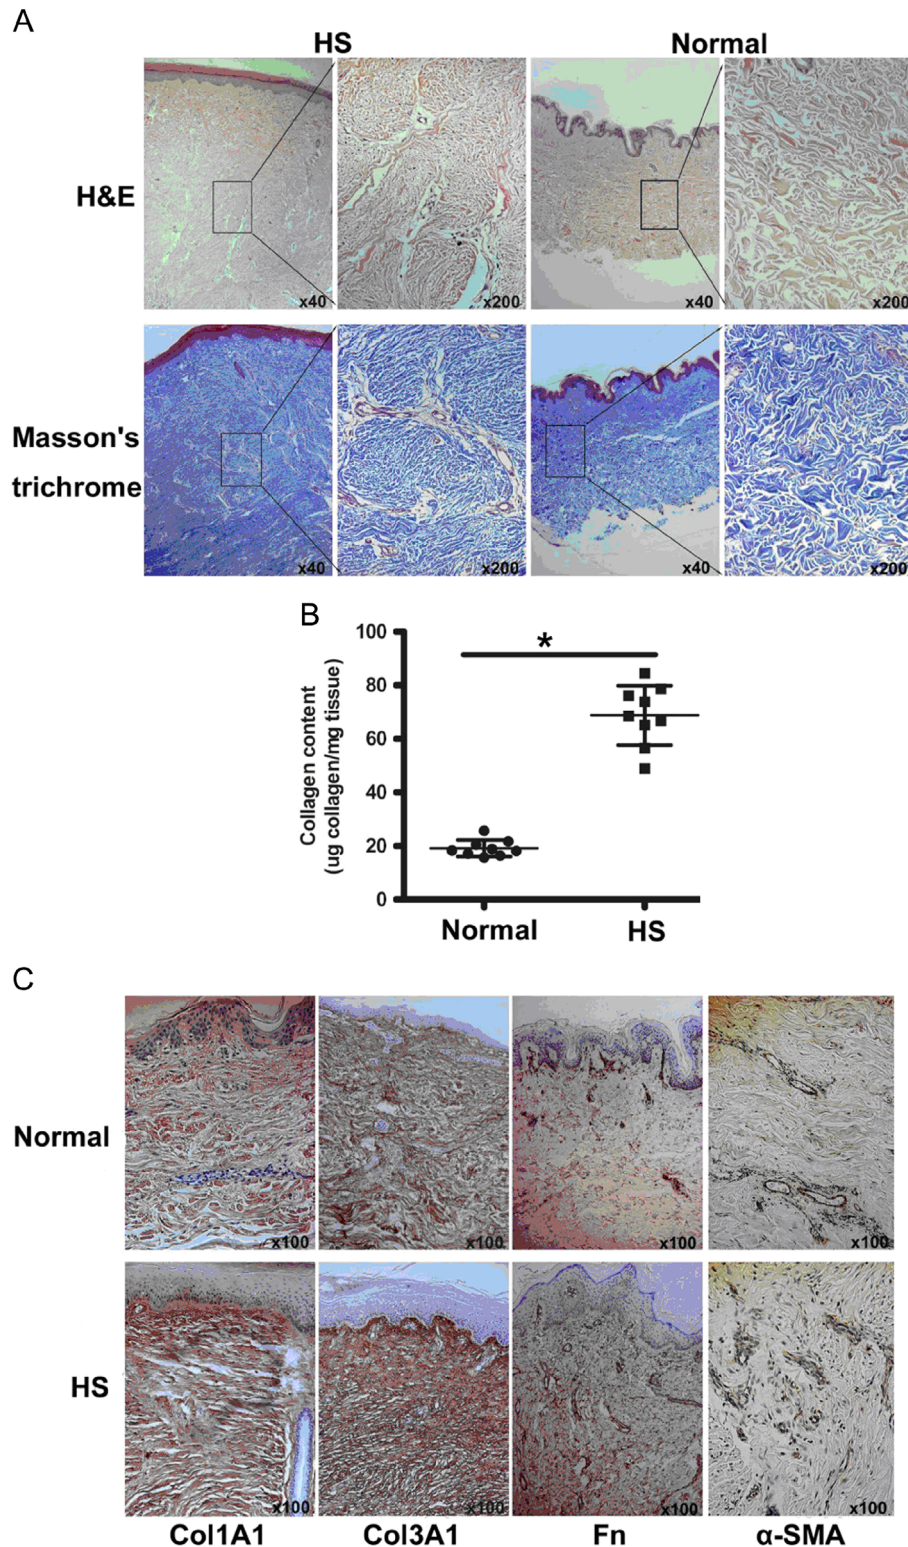 A
HS Normal
H&E
x40 x200 x40 x200
Masson's
trichrome
x40 x200 x40 x200
B
Collagen content
(ug collagen/mg tissue)
100
80
60
40
20
0
*
Normal HS
C
Normal
x100 x100 x100 x100
HS
x100 x100 x100 x100
Col1A1 Col3A1 Fn α-SMA